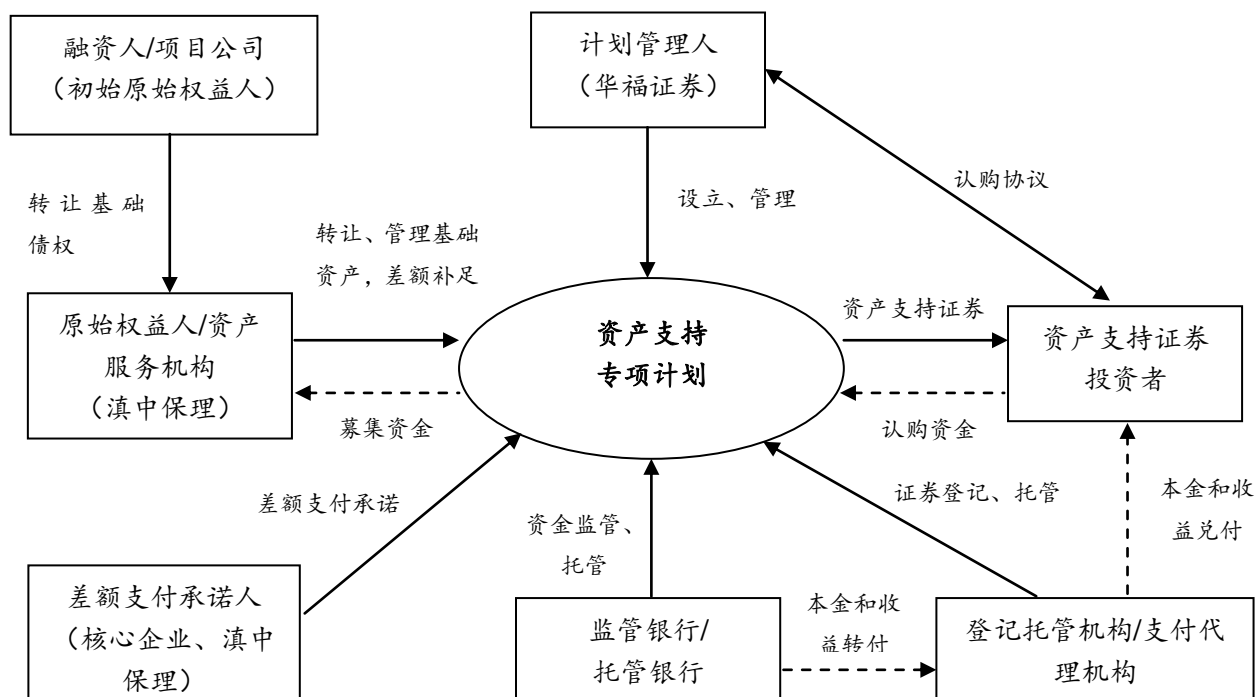 融资人/项目公司
（初始原始权益人）
计划管理人
（华福证券）
认购协议
转让基础
债权
设立、管理
转让、管理基础
资产，差额补足
原始权益人/资产
服务机构
（滇中保理）
资产支持
专项计划
资产支持证券
资产支持证券
投资者
募集资金
认购资金
差额支付承诺
资金监管、
托管
证券登记、托管
本金和收
益兑付
差额支付承诺人
（核心企业、滇中
保理）
监管银行/
托管银行
本金和收
益转付
登记托管机构/支付代
理机构